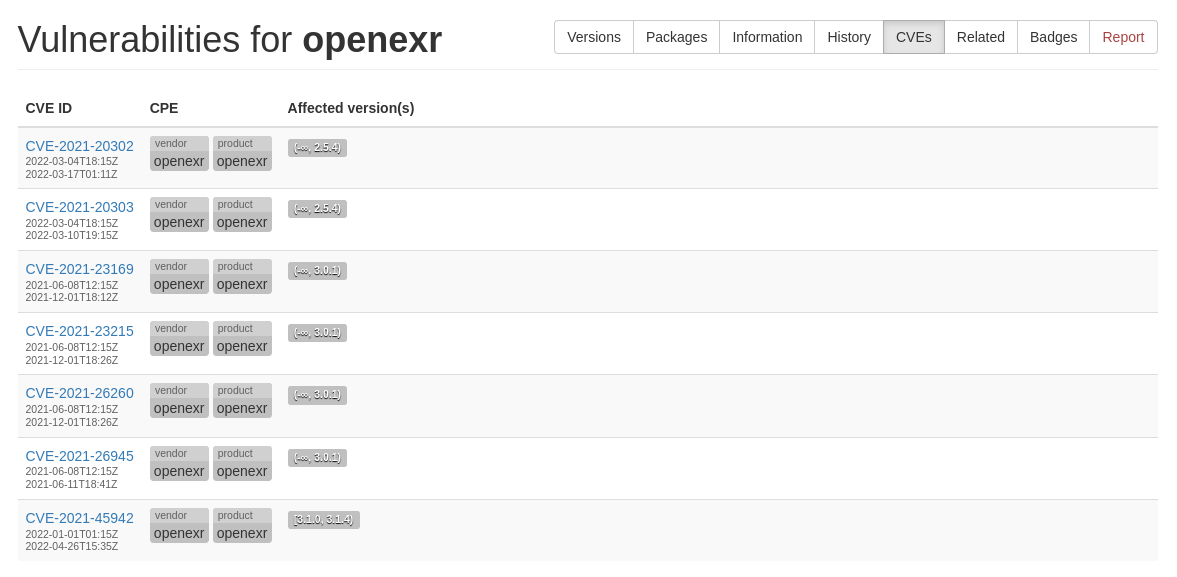 Vulnerabilities for openexr
Versions Packages Information History CVEs Related Badges Report
CVE ID CPE Affected version(s)
CVE-2021-20302 vendor product (-∞, 2.5.4)
2022-03-04T18:15Z openexr openexr
2022-03-17T01:11Z
CVE-2021-20303 vendor product (-∞, 2.5.4)
2022-03-04T18:15Z openexr openexr
2022-03-10T19:15Z
CVE-2021-23169 vendor product (-∞, 3.0.1)
2021-06-08T12:15Z openexr openexr
2021-12-01T18:12Z
CVE-2021-23215 vendor product (-∞, 3.0.1)
2021-06-08T12:15Z openexr openexr
2021-12-01T18:26Z
CVE-2021-26260 vendor product (-∞, 3.0.1)
2021-06-08T12:15Z openexr openexr
2021-12-01T18:26Z
CVE-2021-26945 vendor product (-∞, 3.0.1)
2021-06-08T12:15Z openexr openexr
2021-06-11T18:41Z
CVE-2021-45942 vendor product [3.1.0, 3.1.4)
2022-01-01T01:15Z openexr openexr
2022-04-26T15:35Z